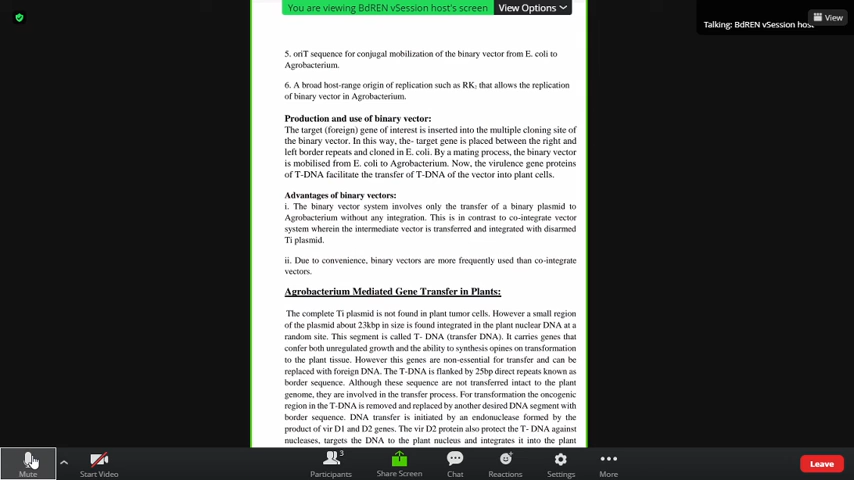 You are viewing BdREN vSession host's screen
View Options
Talking: BdREN vSession host
View
5. oriT sequence for conjugal mobilization of the binary vector from E. coli to
Agrobacterium.
6. A broad host-range origin of replication such as RK2 that allows the replication
of binary vector in Agrobacterium.
Production and use of binary vector:
The target (foreign) gene of interest is inserted into the multiple cloning site of
the binary vector. In this way, the- target gene is placed between the right and
left border repeats and cloned in E. coli. By a mating process, the binary vector
is mobilised from E. coli to Agrobacterium. Now, the virulence gene proteins
of T-DNA facilitate the transfer of T-DNA of the vector into plant cells.
Advantages of binary vectors:
i. The binary vector system involves only the transfer of a binary plasmid to
Agrobacterium without any integration. This is in contrast to co-integrate vector
system wherein the intermediate vector is transferred and integrated with disarmed
Ti plasmid.
ii. Due to convenience, binary vectors are more frequently used than co-integrate
vectors.
Agrobacterium Mediated Gene Transfer in Plants:
The complete Ti plasmid is not found in plant tumor cells. However a small region
of the plasmid about 23kbp in size is found integrated in the plant nuclear DNA at a
random site. This segment is called T- DNA (transfer DNA). It carries genes that
confer both unregulated growth and the ability to synthesis opines on transformation
to the plant tissue. However this genes are non-essential for transfer and can be
replaced with foreign DNA. The T-DNA is flanked by 25bp direct repeats known as
border sequence. Although these sequence are not transferred intact to the plant
genome, they are involved in the transfer process. For transformation the oncogenic
region in the T-DNA is removed and replaced by another desired DNA segment with
border sequence. DNA transfer is initiated by an endonuclease formed by the
product of vir D1 and D2 genes. The vir D2 protein also protect the T- DNA against
nucleases, targets the DNA to the plant nucleus and integrates it into the plant
Mute
Start Video
3
Participants
Share Screen
Chat
Reactions
Settings
More
Leave